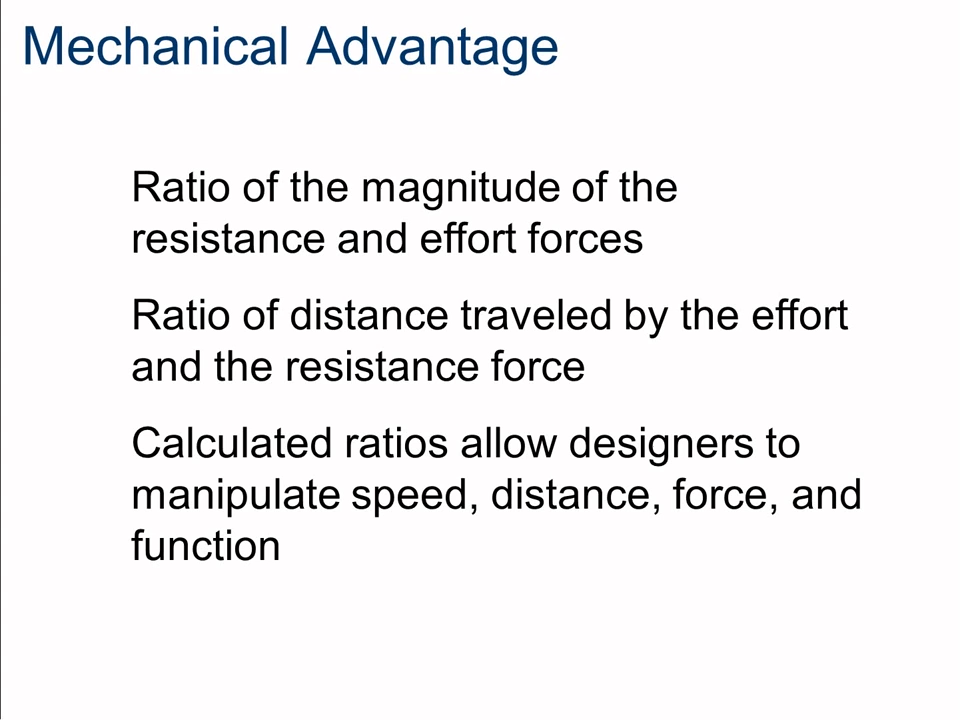 Mechanical Advantage
Ratio of the magnitude of the
resistance and effort forces
Ratio of distance traveled by the effort
and the resistance force
Calculated ratios allow designers to
manipulate speed, distance, force, and
function